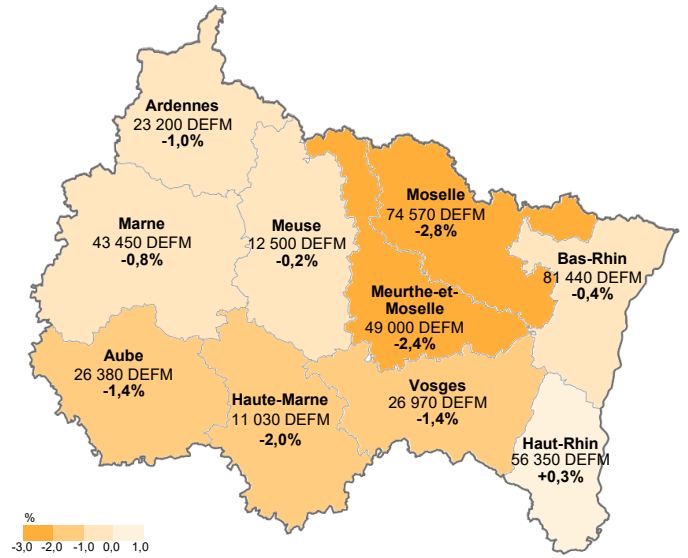 Ardennes
23 200 DEFM
-1,0%
Moselle
74 570 DEFM
-2,8%
Marne
43 450 DEFM
-0,8%
Meuse
12 500 DEFM
-0,2%
Bas-Rhin
81 440 DEFM
-0,4%
Meurthe-et-
Moselle
49 000 DEFM
-2,4%
Aube
26 380 DEFM
-1,4%
Haute-Marne
11 030 DEFM
-2,0%
Vosges
26 970 DEFM
-1,4%
Haut-Rhin
56 350 DEFM
+0,3%
%
-3,0 -2,0 -1,0 0,0 1,0